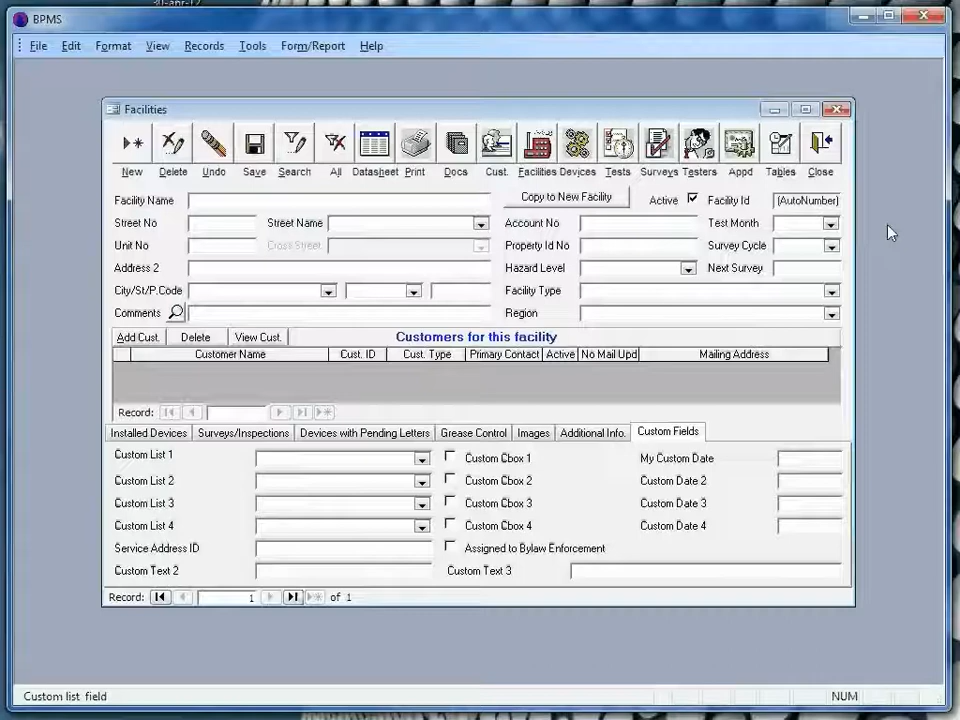 BPMS
File Edit Format View Records Tools Form/Report Help
Facilities
New Delete Undo Save Search All Datasheet Print Docs Cust. Facilities Devices Tests Surveys Testers Appd Tables Close
Facility Name Copy to New Facility Active Facility Id (AutoNumber)
Street No Street Name Account No Test Month
Unit No Cross Street Property Id No Survey Cycle
Address 2 Hazard Level Next Survey
City/St/P.Code Facility Type
Comments Region
Add Cust. Delete View Cust. Customers for this facility
Customer Name Cust. ID Cust. Type Primary Contact Active No Mail Upd Mailing Address
Record:
Installed Devices Surveys/Inspections Devices with Pending Letters Grease Control Images Additional Info. Custom Fields
Custom List 1 Custom Cbox 1 My Custom Date
Custom List 2 Custom Cbox 2 Custom Date 2
Custom List 3 Custom Cbox 3 Custom Date 3
Custom List 4 Custom Cbox 4 Custom Date 4
Service Address ID Assigned to Bylaw Enforcement
Custom Text 2 Custom Text 3
Record: 1 of 1
Custom list field NUM